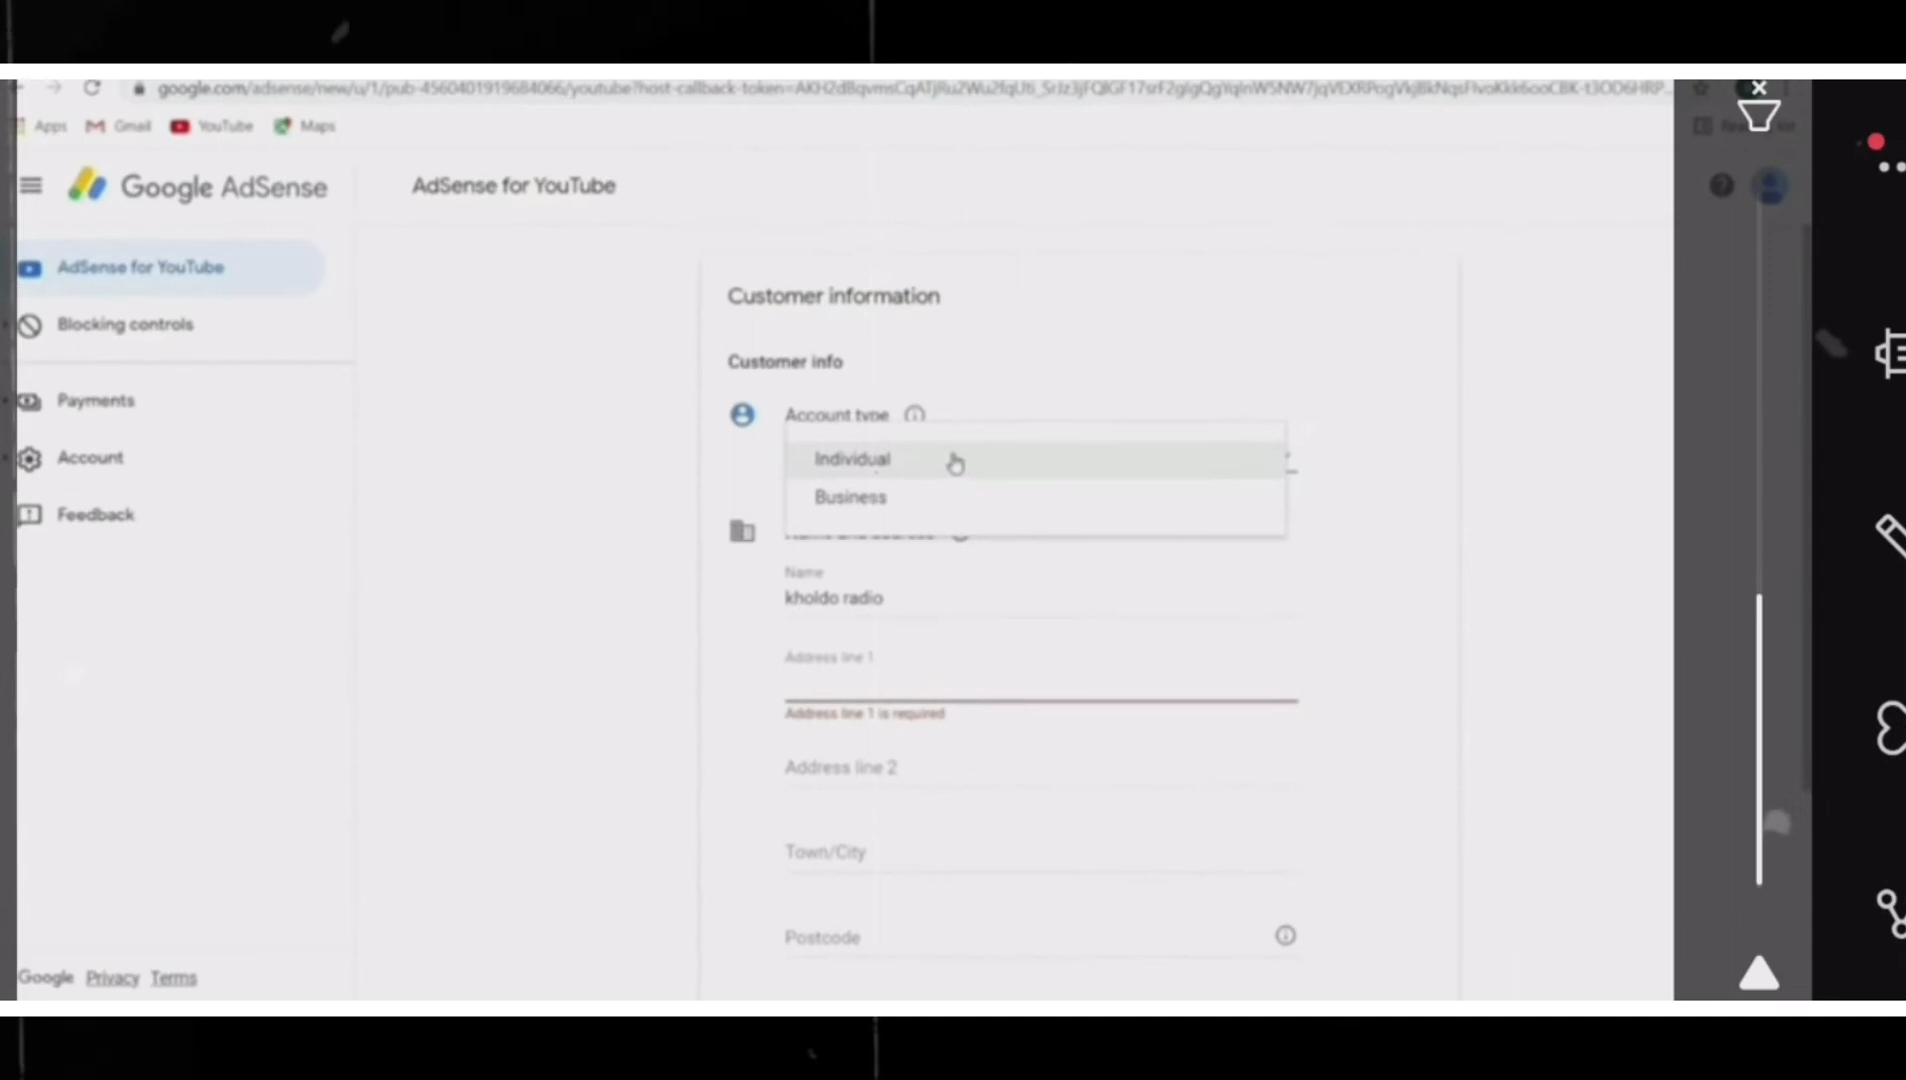 Apps Gmail YouTube Maps
Google AdSense
AdSense for YouTube
AdSense for YouTube
Blocking controls
Payments
Account
Feedback
Customer information
Customer info
Account type
Individual
Business
Name
kholdo radio
Address line 1
Address line 1 is required
Address line 2
Town/City
Postcode
Google Privacy Terms